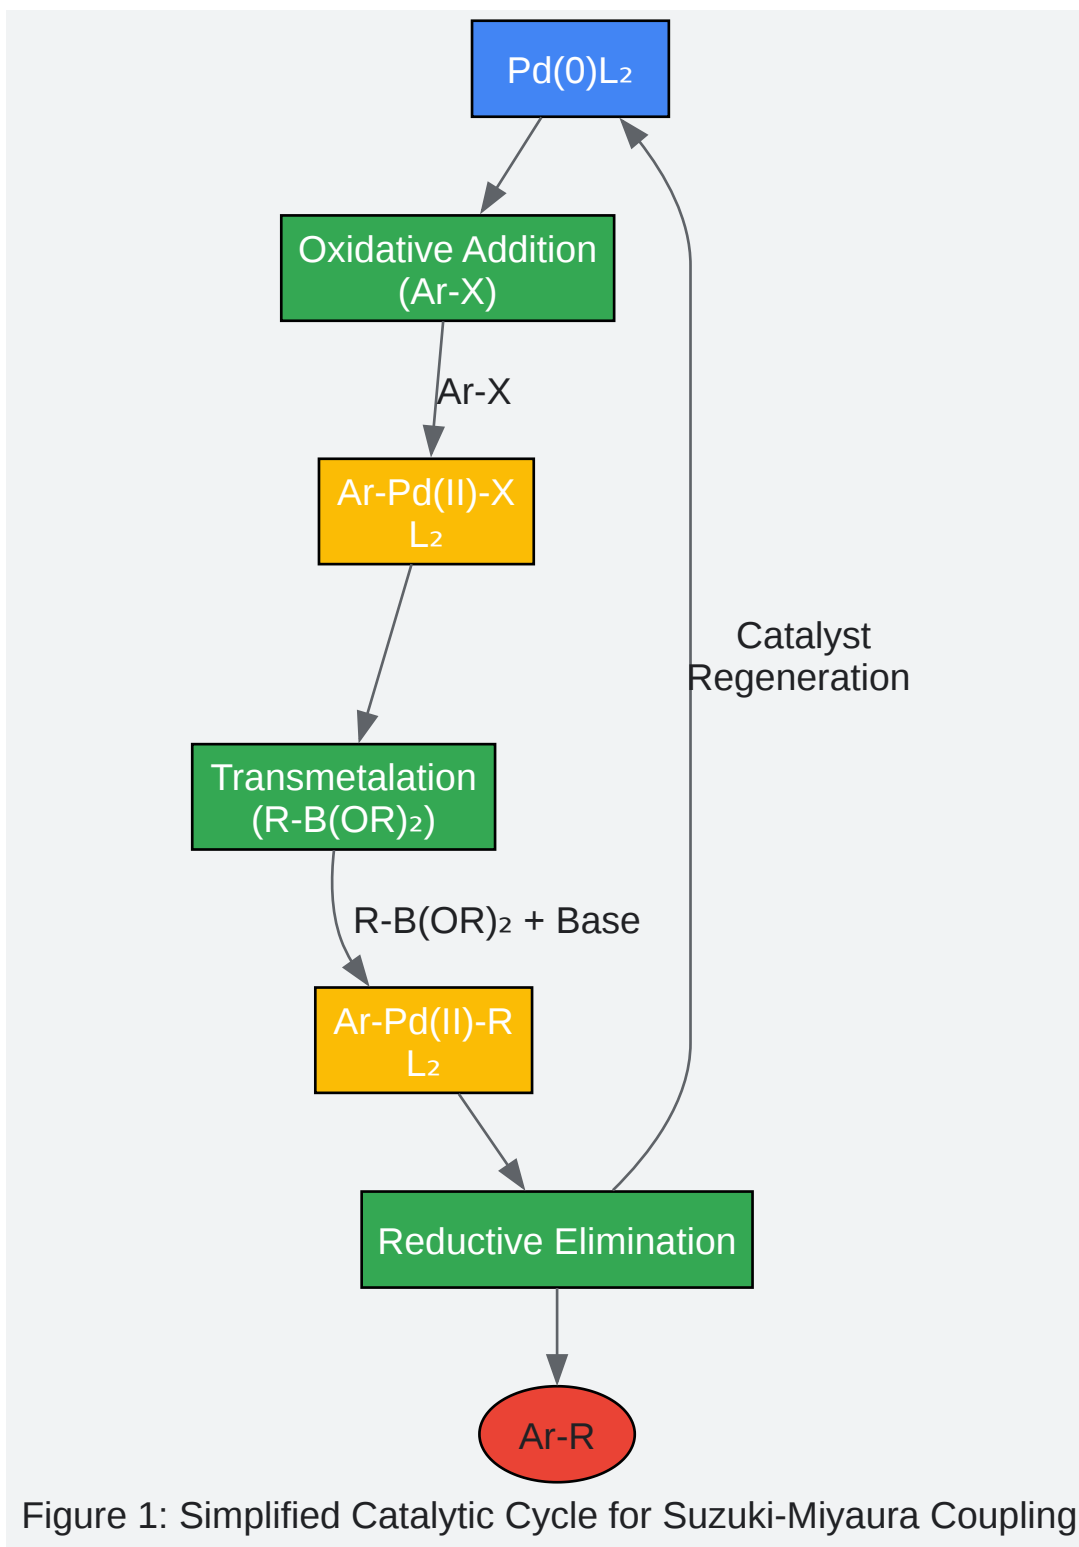 Pd(0)L₂
Oxidative Addition
(Ar-X)
Ar-X
Ar-Pd(II)-X
L₂
Catalyst
Regeneration
Transmetalation
(R-B(OR)₂)
R-B(OR)₂ + Base
Ar-Pd(II)-R
L₂
Reductive Elimination
Ar-R
Figure 1: Simplified Catalytic Cycle for Suzuki-Miyaura Coupling